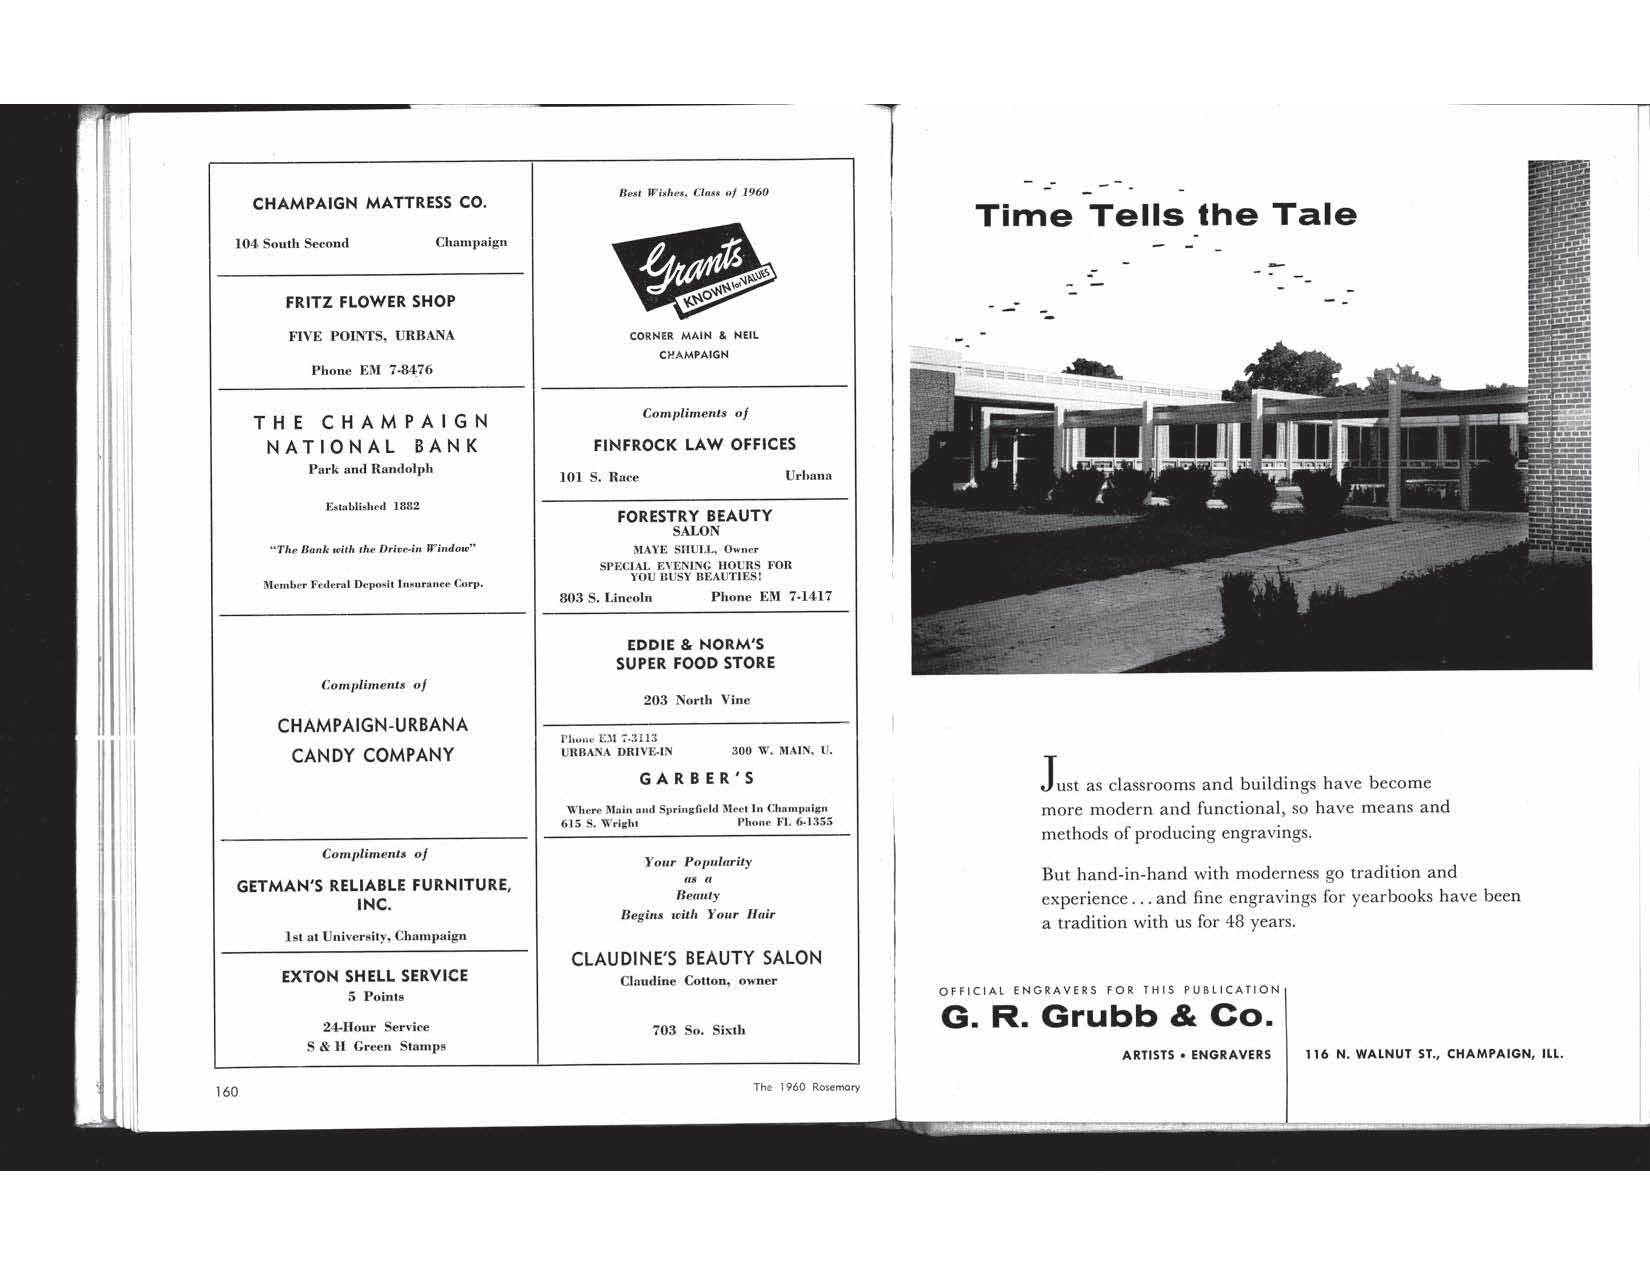 CHAMPAIGN MATTRESS CO.
104 South Second Champaign
FRITZ FLOWER SHOP
FIVE POINTS, URBANA
Phone EM 7-8476
THE CHAMPAIGN
NATIONAL BANK
Park and Randolph
Established 1882
"The Bank with the Drive-in Window"
Member Federal Deposit Insurance Corp.
Compliments of
CHAMPAIGN-URBANA
CANDY COMPANY
Compliments of
GETMAN'S RELIABLE FURNITURE,
INC.
1st at University, Champaign
EXTON SHELL SERVICE
5 Points
24-Hour Service
S & H Green Stamps
160
Best Wishes, Class of 1960
Grants
KNOWN for VALUES
CORNER MAIN & NEIL
CHAMPAIGN
Compliments of
FINFROCK LAW OFFICES
101 S. Race Urbana
FORESTRY BEAUTY
SALON
MAYE SHULL, Owner
SPECIAL EVENING HOURS FOR
YOU BUSY BEAUTIES!
803 S. Lincoln Phone EM 7-1417
EDDIE & NORM'S
SUPER FOOD STORE
203 North Vine
Phone EM 7-3113
URBANA DRIVE-IN 300 W. MAIN, U.
GARBER'S
Where Main and Springfield Meet In Champaign
615 S. Wright Phone FL 6-1355
Your Popularity
as a
Beauty
Begins with Your Hair
CLAUDINE'S BEAUTY SALON
Claudine Cotton, owner
703 So. Sixth
The 1960 Rosemary
Time Tells the Tale
Just as classrooms and buildings have become
more modern and functional, so have means and
methods of producing engravings.
But hand-in-hand with moderness go tradition and
experience... and fine engravings for yearbooks have been
a tradition with us for 48 years.
OFFICIAL ENGRAVERS FOR THIS PUBLICATION
G. R. Grubb & Co.
ARTISTS • ENGRAVERS 116 N. WALNUT ST., CHAMPAIGN, ILL.